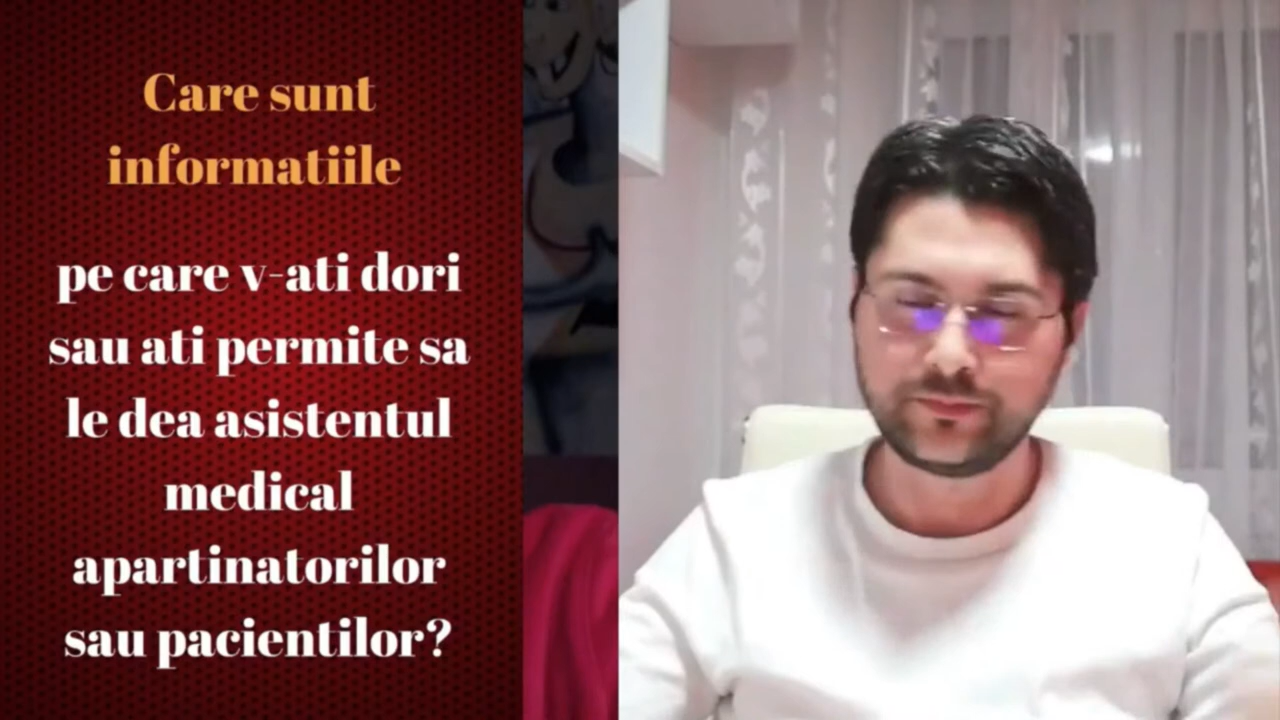 Care sunt
informatiile
pe care v-ati dori
sau ati permite sa
le dea asistentul
medical
apartinatorilor
sau pacientilor?